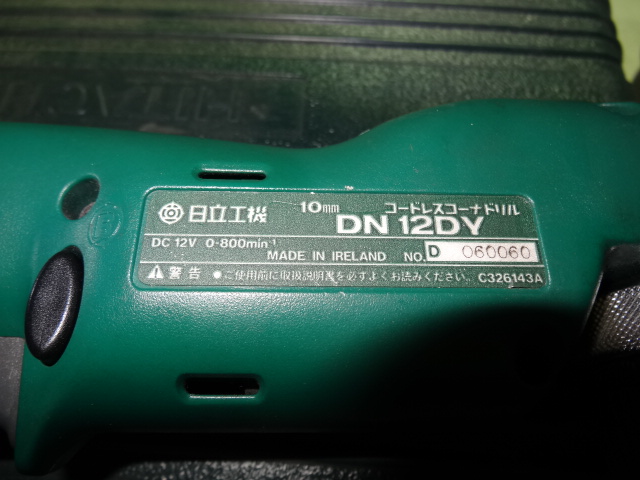 HITACHI
日立工機 10mm コードレスコーナドリル
DN 12DY
DC 12V 0-800min⁻¹
MADE IN IRELAND NO. D 060060
⚠ 警告 ●ご使用前に取扱説明書を必ずよくお読みください。 C326143A